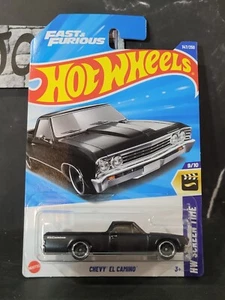 FAST & FURIOUS
HOT WHEELS
9/10
HW SCREEN TIME
CHEVY EL CAMINO
3+